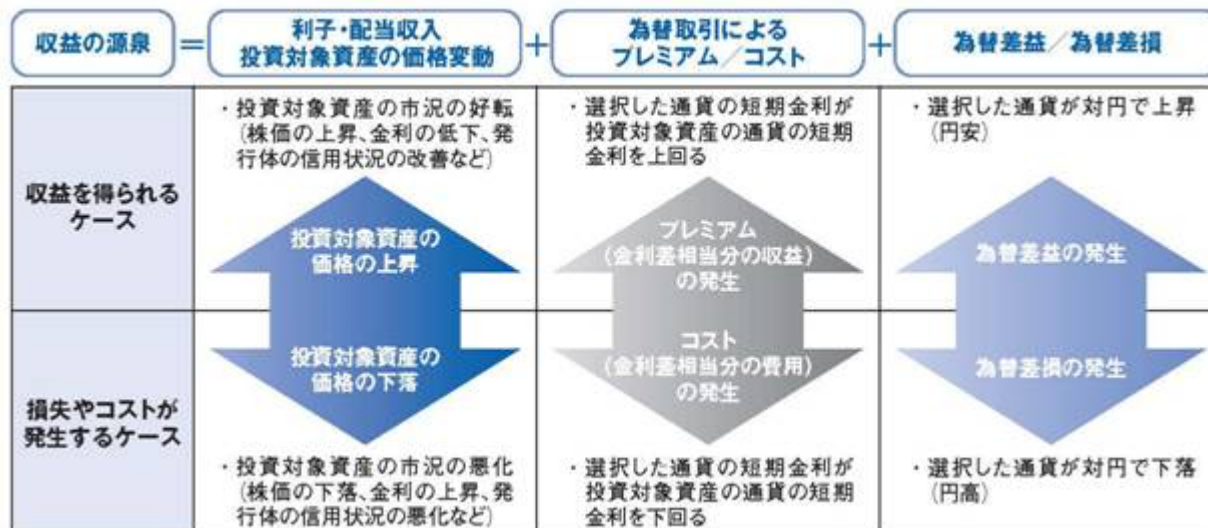 収益の源泉
=
利子・配当収入
投資対象資産の価格変動
+
為替取引による
プレミアム／コスト
+
為替差益／為替差損
収益を得られる
ケース
・投資対象資産の市況の好転
(株価の上昇、金利の低下、発
行体の信用状況の改善など)
投資対象資産の
価格の上昇
・選択した通貨の短期金利が
投資対象資産の通貨の短期
金利を上回る
プレミアム
(金利差相当分の収益)
の発生
・選択した通貨が対円で上昇
(円安)
為替差益の発生
損失やコストが
発生するケース
投資対象資産の
価格の下落
・投資対象資産の市況の悪化
(株価の下落、金利の上昇、発
行体の信用状況の悪化など)
コスト
(金利差相当分の費用)
の発生
・選択した通貨の短期金利が
投資対象資産の通貨の短期
金利を下回る
為替差損の発生
・選択した通貨が対円で下落
(円高)